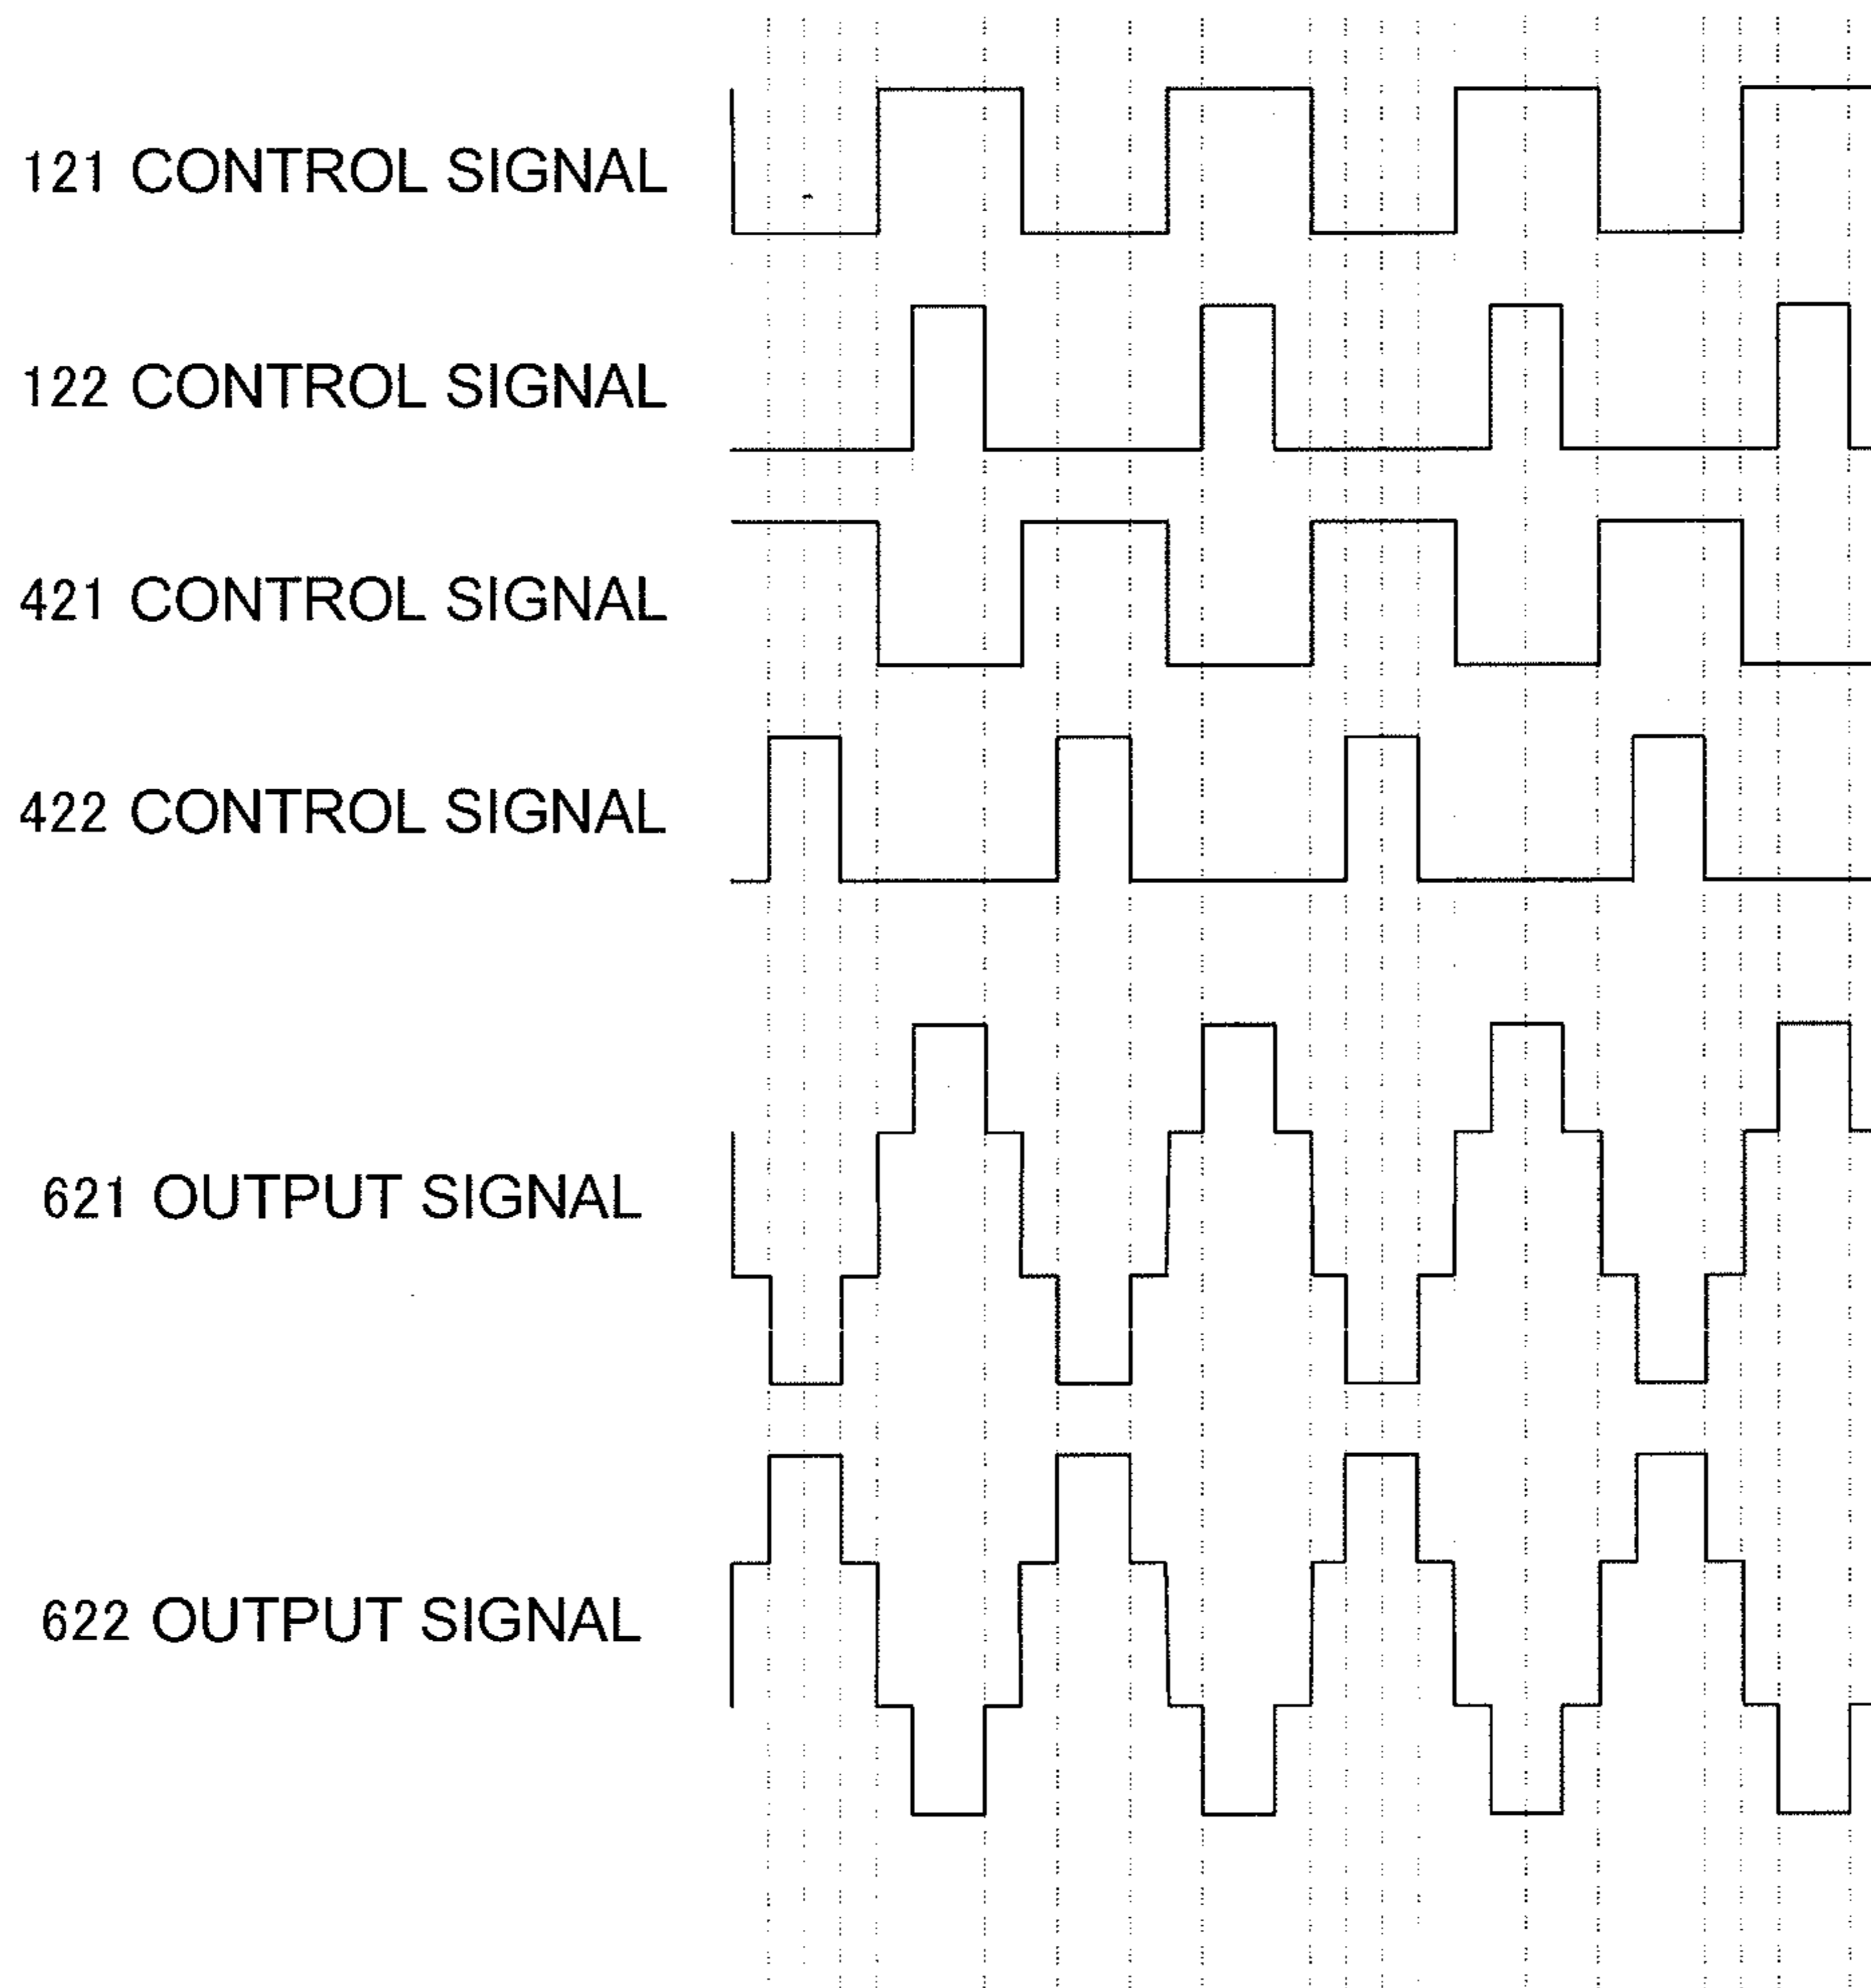 121 CONTROL SIGNAL
122 CONTROL SIGNAL
421 CONTROL SIGNAL
422 CONTROL SIGNAL
621 OUTPUT SIGNAL
622 OUTPUT SIGNAL